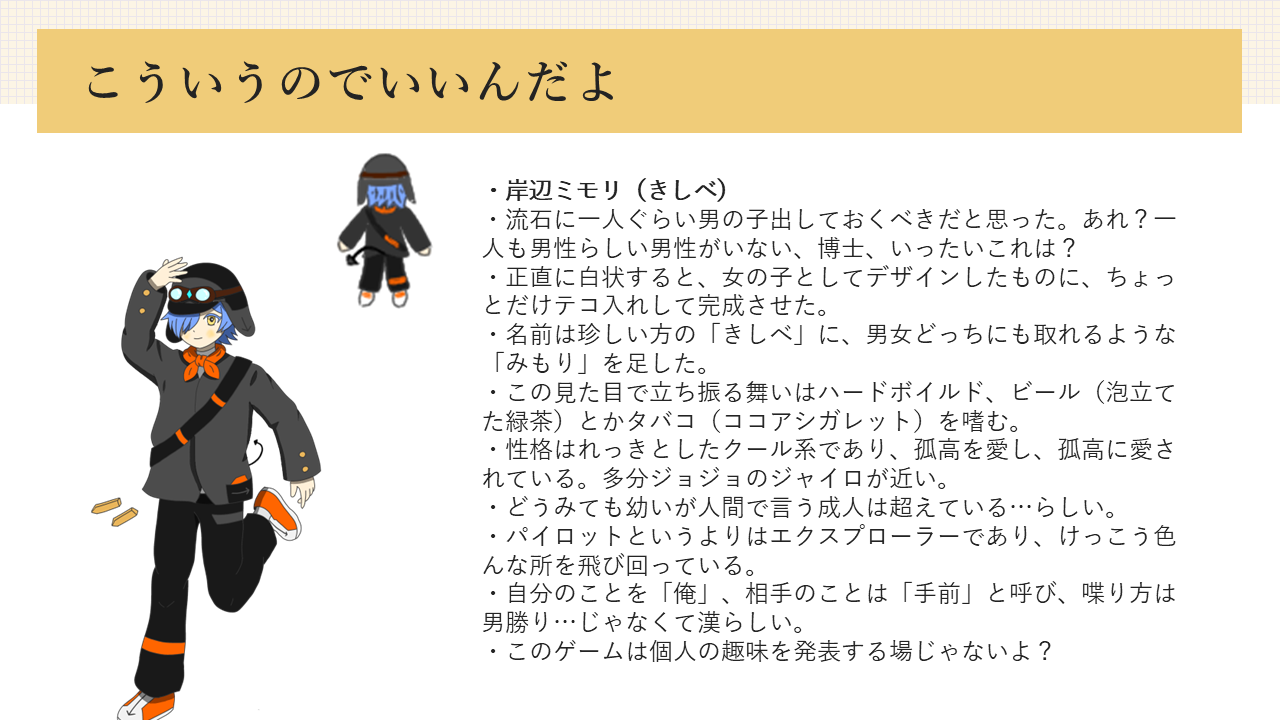 こういうのでいいんだよ
・岸辺ミモリ（きしべ）
・流石に一人ぐらい男の子出しておくべきだと思った。あれ？一
人も男性らしい男性がいない、博士、いったいこれは？
・正直に白状すると、女の子としてデザインしたものに、ちょっ
とだけテコ入れして完成させた。
・名前は珍しい方の「きしべ」に、男女どっちにも取れるような
「みもり」を足した。
・この見た目で立ち振る舞いはハードボイルド、ビール（泡立て
た緑茶）とかタバコ（ココアシガレット）を嗜む。
・性格はれっきとしたクール系であり、孤高を愛し、孤高に愛さ
れている。多分ジョジョのジャイロが近い。
・どうみても幼いが人間で言う成人は超えている…らしい。
・パイロットというよりはエクスプローラーであり、けっこう色
んな所を飛び回っている。
・自分のことを「俺」、相手のことは「手前」と呼び、喋り方は
男勝り…じゃなくて漢らしい。
・このゲームは個人の趣味を発表する場じゃないよ？